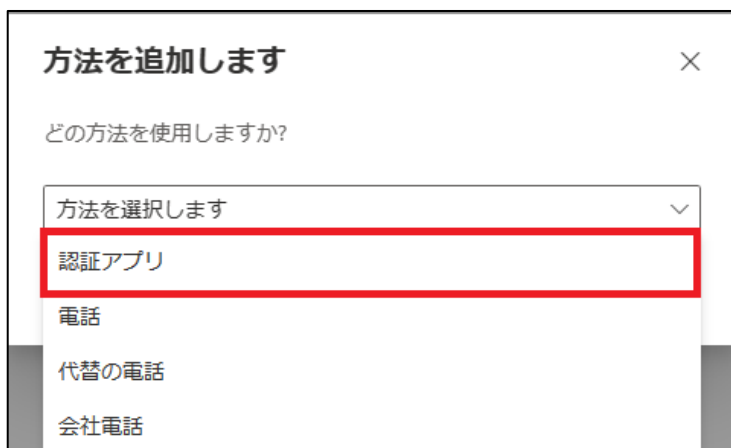 方法を追加します
どの方法を使用しますか?
方法を選択します
認証アプリ
電話
代替の電話
会社電話